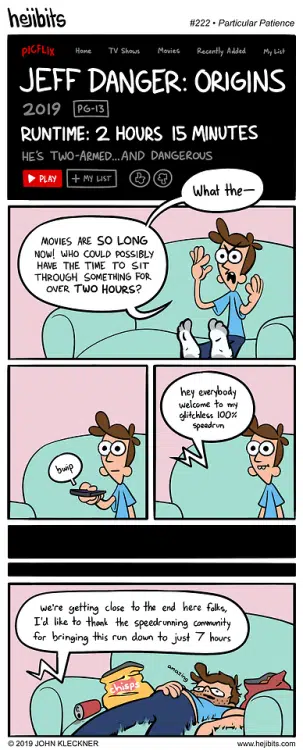 hejibits
#222 • Particular Patience
PICFLIX Home TV Shows Movies Recently Added My List
JEFF DANGER: ORIGINS
2019 PG-13
RUNTIME: 2 HOURS 15 MINUTES
HE'S TWO-ARMED...AND DANGEROUS
PLAY + MY LIST
What the—
MOVIES ARE SO LONG
NOW! WHO COULD POSSIBLY
HAVE THE TIME TO SIT
THROUGH SOMETHING FOR
OVER TWO HOURS?
bwip
hey everybody
welcome to my
glitchless 100%
speedrun
we're getting close to the end here folks,
I'd like to thank the speedrunning community
for bringing this run down to just 7 hours
amazing
chisps
© 2019 JOHN KLECKNER
www.hejibits.com